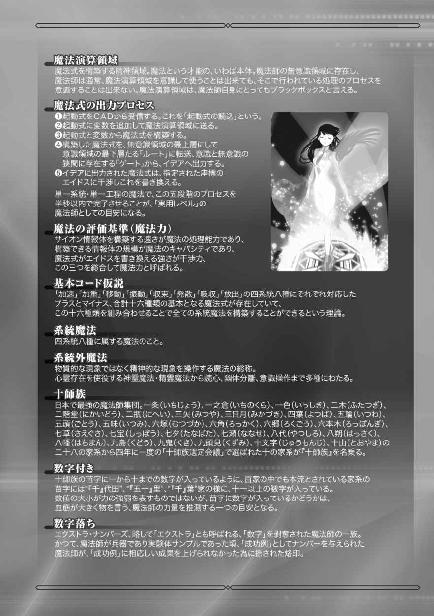 魔法演算領域
魔法式を構築する精神領域。魔法という才能の、いわば本体。魔法師の無意識領域に存在し、
魔法師は通常、魔法演算領域を意識して使うことは出来ても、そこで行われている処理のプロセスを
意識することは出来ない。魔法演算領域は、魔法師自身にとってもブラックボックスと言える。
魔法式の出力プロセス
❶起動式をCADから受信する。これを「起動式の読込」という。
❷起動式に変数を追加して魔法演算領域に送る。
❸起動式と変数から魔法式を構築する。
❹構築した魔法式を、無意識領域の最上層にして
意識領域の最下層たる「ルート」に転送、意識と無意識の
狭間に存在する「ゲート」から、イデアへ出力する。
❺イデアに出力された魔法式は、指定された座標の
エイドスに干渉しこれを書き換える。
単一系統・単一工程の魔法で、この五段階のプロセスを
半秒以内で完了させることが、「実用レベル」の
魔法師としての目安になる。
魔法の評価基準(魔法力)
サイオン情報体を構築する速さが魔法の処理能力であり、
構築できる情報体の規模が魔法のキャパシティであり、
魔法式がエイドスを書き換える強さが干渉力、
この三つを総合して魔法力と呼ばれる。
基本コード仮説
「加速」「加重」「移動」「振動」「収束」「発散」「吸収」「放出」の四系統八種にそれぞれ対応した
プラスとマイナス、合計十六種類の基本となる魔法式が存在していて、
この十六種類を組み合わせることで全ての系統魔法を構築することができるという理論。
系統魔法
四系統八種に属する魔法のこと。
系統外魔法
物質的な現象ではなく精神的な現象を操作する魔法の総称。
心霊存在を使役する神霊魔法・精霊魔法から読心、幽体分離、意識操作まで多種にわたる。
十師族
日本で最強の魔法師集団。一条(いちじょう)、一之倉(いちのくら)、一色(いっしき)、二木(ふたつぎ)、
二階堂(にかいどう)、二瓶(にへい)、三矢(みつや)、三日月(みかづき)、四葉(よつば)、五輪(いつわ)、
五頭(ごとう)、五味(いつみ)、六塚(むつづか)、六角(ろっかく)、六郷(ろくごう)、六本木(ろっぽんぎ)、
七草(さえぐさ)、七宝(しっぽう)、七夕(たなばた)、七瀬(ななせ)、八代(やつしろ)、八朔(はっさく)、
八幡(はちまん)、九島(くどう)、九鬼(くき)、九頭見(くずみ)、十文字(じゅうもんじ)、十山(とおやま)の
二十八の家系から四年に一度の「十師族選定会議」で選ばれた十の家系が『十師族』を名乗る。
数字付き
十師族の苗字に一から十までの数字が入っているように、百家の中でも本流とされている家系の
苗字には“『千』代田”、“『五十』里”、“『千』葉”家の様に、十一以上の数字が入っている。
数値の大小が力の強弱を表すものではないが、苗字に数字が入っているかどうかは、
血筋が大きく物を言う、魔法師の力量を推測する一つの目安となる。
数字落ち
エクストラ・ナンバーズ、略して「エクストラ」とも呼ばれる、「数字」を剥奪された魔法師の一族。
かつて、魔法師が兵器であり実験体サンプルであった頃、「成功例」としてナンバーを与えられた
魔法師が、「成功例」に相応しい成果を上げられなかった為に捺された烙印。